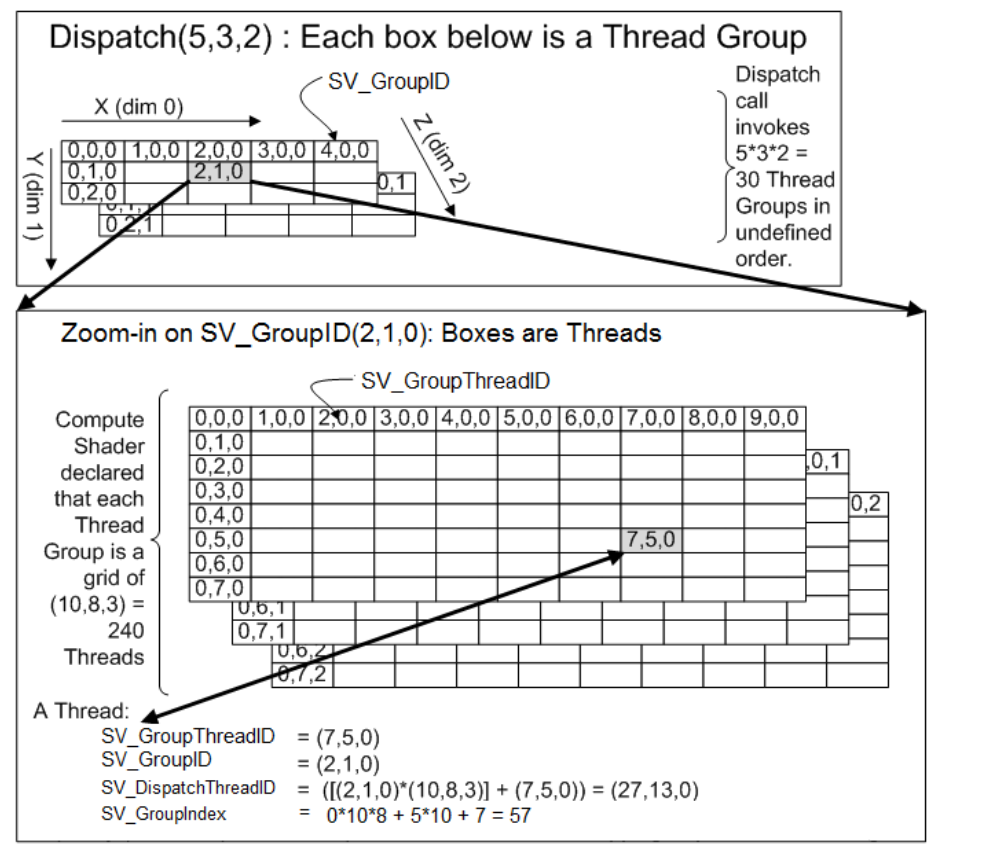 Dispatch(5,3,2) : Each box below is a Thread Group
SV_GroupID
X (dim 0)
Y (dim 1)
Z (dim 2)
0,0,0 1,0,0 2,0,0 3,0,0 4,0,0
0,1,0 2,1,0
0,2,0
0,1
0,2,1
Dispatch
call
invokes
5*3*2 =
30 Thread
Groups in
undefined
order.
Zoom-in on SV_GroupID(2,1,0): Boxes are Threads
SV_GroupThreadID
Compute
Shader
declared
that each
Thread
Group is a
grid of
(10,8,3) =
240
Threads
0,0,0 1,0,0 2,0,0 3,0,0 4,0,0 5,0,0 6,0,0 7,0,0 8,0,0 9,0,0
0,1,0
0,2,0
0,3,0
0,4,0
0,5,0 7,5,0
0,6,0
0,7,0
,0,1
0,6,1
0,7,1
0,2
0,6,2
0,7,2
A Thread:
SV_GroupThreadID = (7,5,0)
SV_GroupID = (2,1,0)
SV_DispatchThreadID = ([(2,1,0)*(10,8,3)] + (7,5,0)) = (27,13,0)
SV_GroupIndex = 0*10*8 + 5*10 + 7 = 57